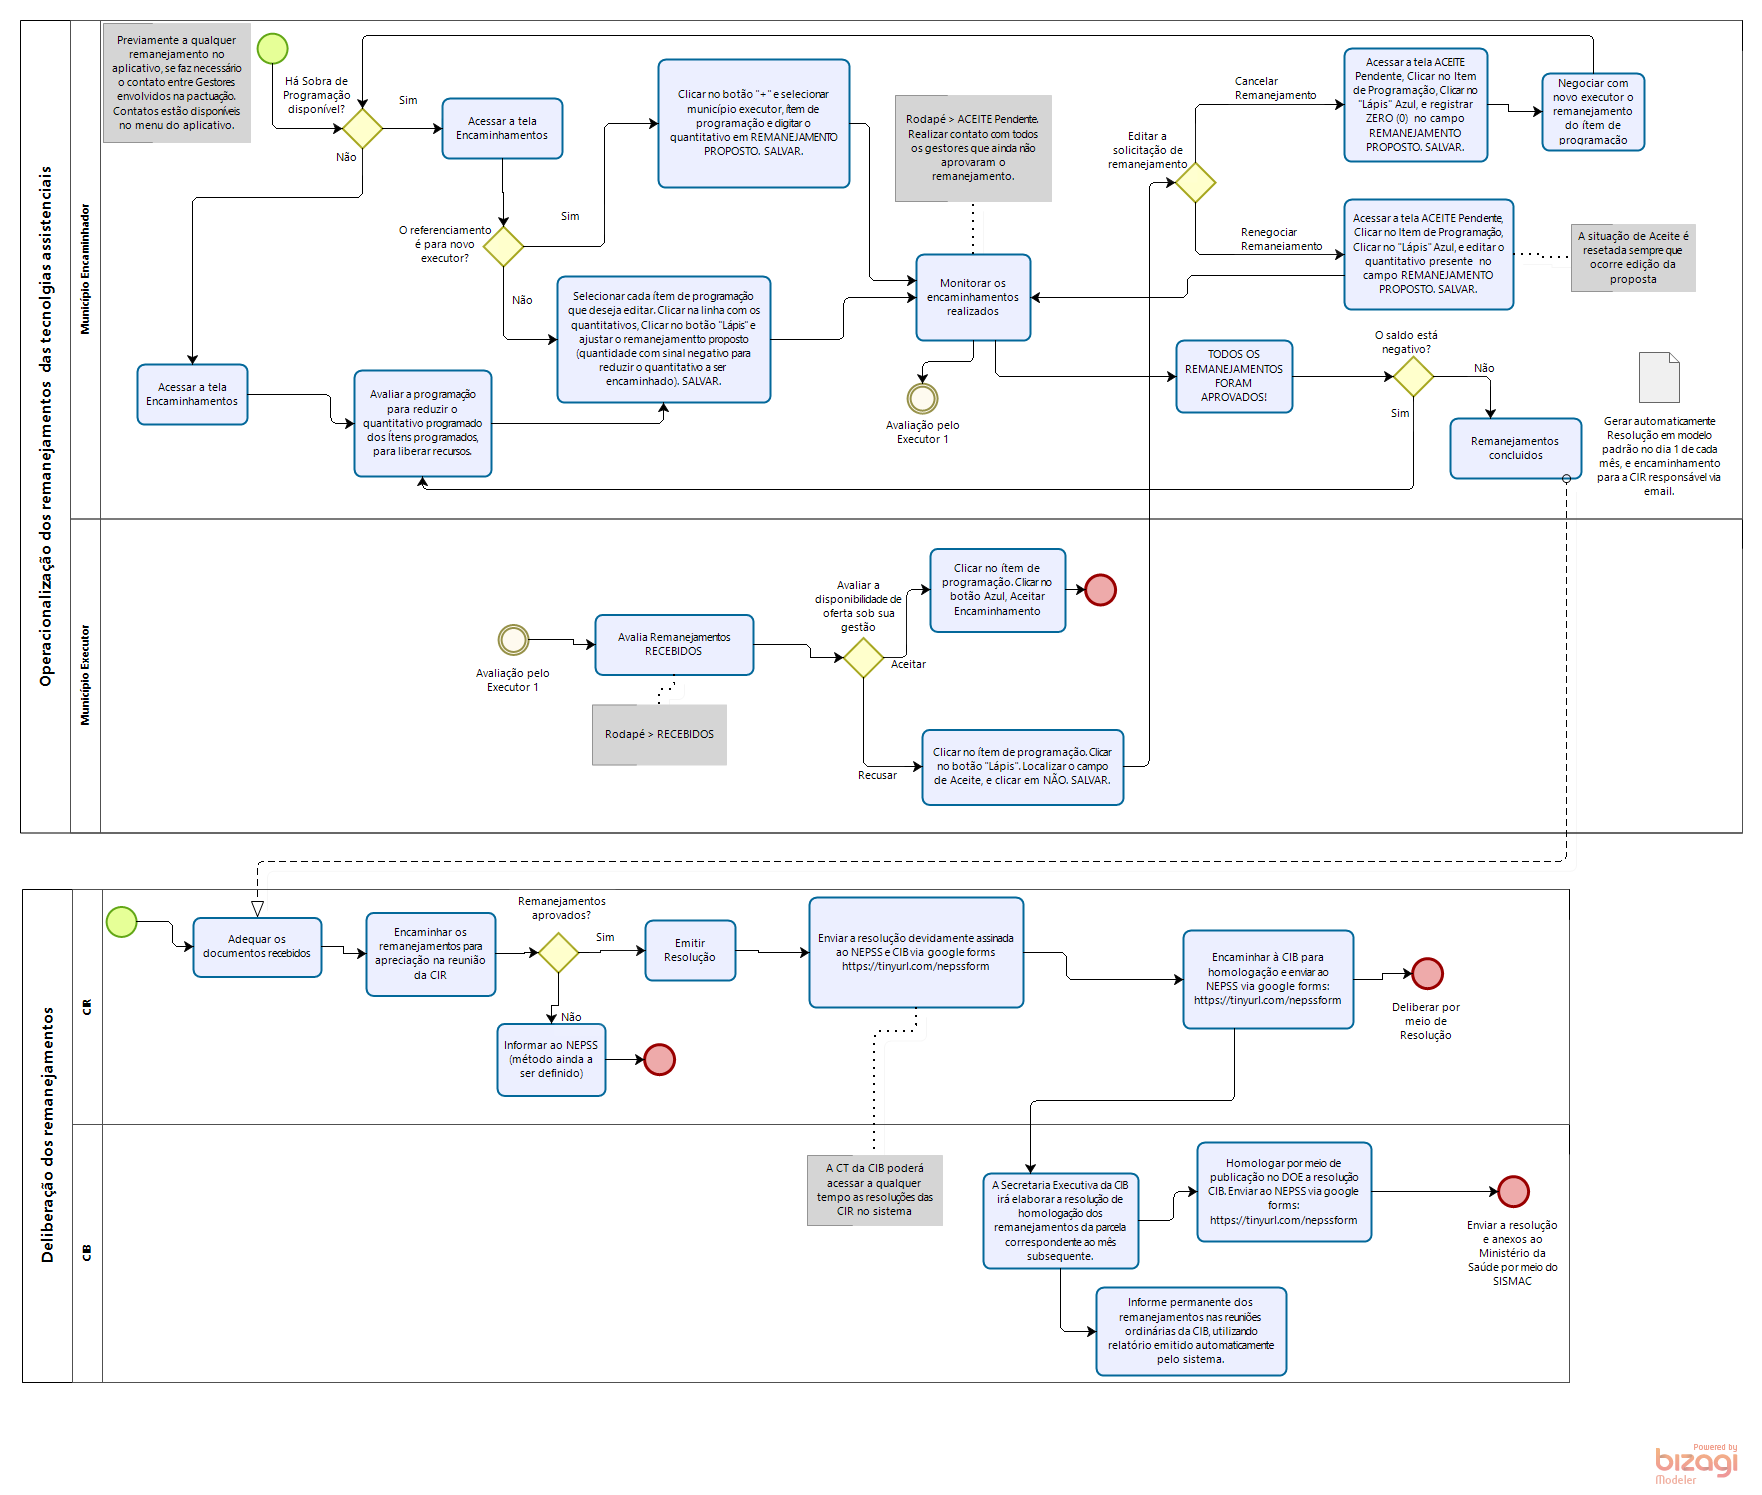 Operacionalização dos remanejamentos das tecnolgias assistenciais
Município Encaminhador
Previamente a qualquer
remanejamento no
aplicativo, se faz necessário
o contato entre Gestores
envolvidos na pactuação.
Contatos estão disponíveis
no menu do aplicativo.
Há Sobra de
Programação
disponível?
Sim
Não
Acessar a tela
Encaminhamentos
O referenciamento
é para novo
executor?
Sim
Não
Clicar no botão "+" e selecionar
município executor, ítem de
programação e digitar o
quantitativo em REMANEJAMENTO
PROPOSTO. SALVAR.
Selecionar cada ítem de programação
que deseja editar. Clicar na linha com os
quantitativos, Clicar no botão "Lápis" e
ajustar o remanejamentto proposto
(quantidade com sinal negativo para
reduzir o quantitativo a ser
encaminhado). SALVAR.
Acessar a tela
Encaminhamentos
Avaliar a programação
para reduzir o
quantitativo programado
dos Ítens programados,
para liberar recursos.
Rodapé > ACEITE Pendente.
Realizar contato com todos
os gestores que ainda não
aprovaram o
remanejamento.
Monitorar os
encaminhamentos
realizados
Avaliação pelo
Executor 1
Editar a
solicitação de
remanejamento
Cancelar
Remanejamento
Acessar a tela ACEITE
Pendente, Clicar no Item
de Programação, Clicar no
"Lápis" Azul, e registrar
ZERO (0) no campo
REMANEJAMENTO
PROPOSTO. SALVAR.
Negociar com
novo executor o
remanejamento
do ítem de
programação
Renegociar
Remaneiamento
Acessar a tela ACEITE Pendente,
Clicar no Item de Programação,
Clicar no "Lápis" Azul, e editar o
quantitativo presente no
campo REMANEJAMENTO
PROPOSTO. SALVAR.
A situação de Aceite é
resetada sempre que
ocorre edição da
proposta
TODOS OS
REMANEJAMENTOS
FORAM
APROVADOS!
O saldo está
negativo?
Não
Sim
Remanejamentos
concluidos
Gerar automaticamente
Resolução em modelo
padrão no dia 1 de cada
mês, e encaminhamento
para a CIR responsável via
email.
Município Executor
Avaliação pelo
Executor 1
Avalia Remanejamentos
RECEBIDOS
Rodapé > RECEBIDOS
Avaliar a
disponibilidade de
oferta sob sua
gestão
Aceitar
Recusar
Clicar no ítem de
programação. Clicar no
botão Azul, Aceitar
Encaminhamento
Clicar no ítem de programação. Clicar
no botão "Lápis". Localizar o campo
de Aceite, e clicar em NÃO. SALVAR.
Deliberação dos remanejamentos
CIR
Adequar os
documentos recebidos
Encaminhar os
remanejamentos para
apreciação na reunião
da CIR
Remanejamentos
aprovados?
Sim
Não
Emitir
Resolução
Informar ao NEPSS
(método ainda a
ser definido)
Enviar a resolução devidamente assinada
ao NEPSS e CIB via google forms
https://tinyurl.com/nepssform
Encaminhar à CIB para
homologação e enviar ao
NEPSS via google forms:
https://tinyurl.com/nepssform
Deliberar por
meio de
Resolução
CIB
A CT da CIB poderá
acessar a qualquer
tempo as resoluções das
CIR no sistema
A Secretaria Executiva da CIB
irá elaborar a resolução de
homologação dos
remanejamentos da parcela
correspondente ao mês
subsequente.
Homologar por meio de
publicação no DOE a resolução
CIB. Enviar ao NEPSS via google
forms:
https://tinyurl.com/nepssform
Enviar a resolução
e anexos ao
Ministério da
Saúde por meio do
SISMAC
Informe permanente dos
remanejamentos nas reuniões
ordinárias da CIB, utilizando
relatório emitido automaticamente
pelo sistema.
Powered by
bizagi
Modeler